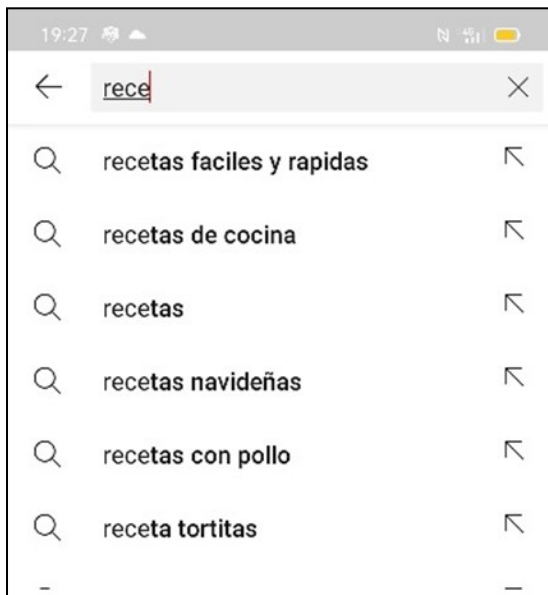 19:27
rece
recetas faciles y rapidas
recetas de cocina
recetas
recetas navideñas
recetas con pollo
receta tortitas